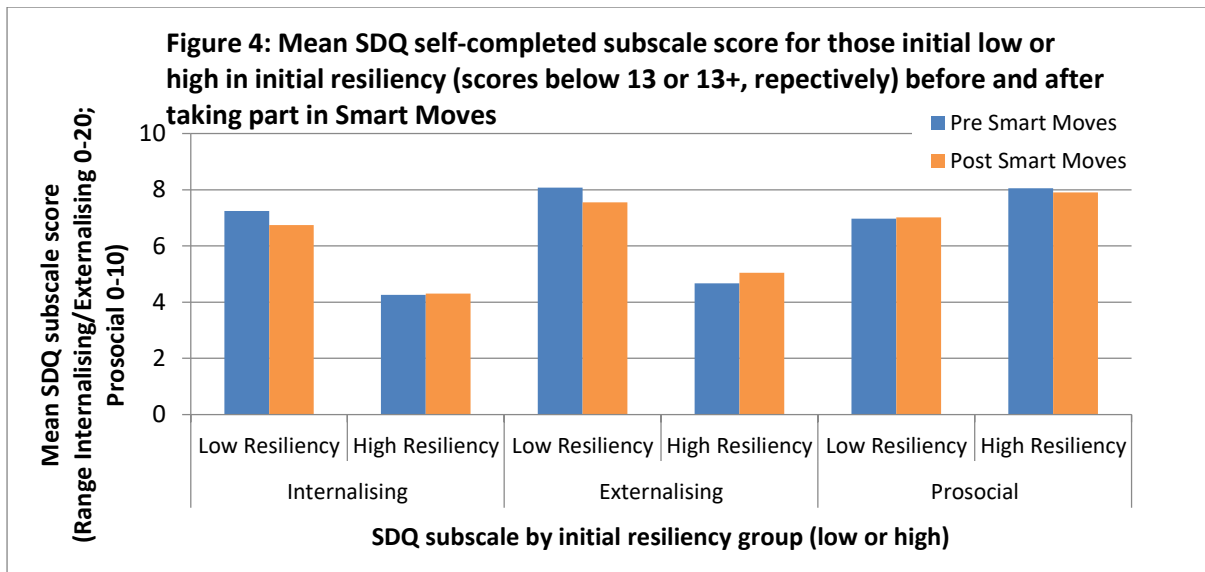 Figure 4: Mean SDQ self-completed subscale score for those initial low or
high in initial resiliency (scores below 13 or 13+, repectively) before and after
taking part in Smart Moves
Pre Smart Moves
Post Smart Moves
Mean SDQ subscale score
(Range Internalising/Externalising 0-20;
Prosocial 0-10)
10
8
6
4
2
0
Low Resiliency High Resiliency Low Resiliency High Resiliency Low Resiliency High Resiliency
Internalising Externalising Prosocial
SDQ subscale by initial resiliency group (low or high)